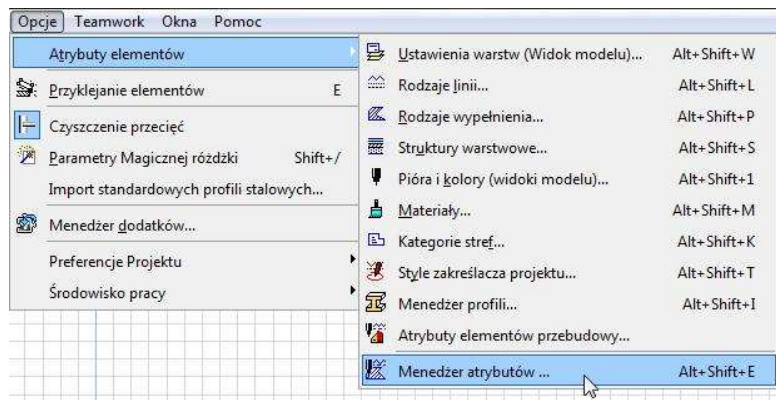 Opcje Teamwork Okna Pomoc
Atrybuty elementów
Przyklejanie elementów E
Czyszczenie przecięć
Parametry Magicznej różdżki Shift+/
Import standardowych profili stalowych...
Menedżer dodatków...
Preferencje Projektu
Środowisko pracy
Ustawienia warstw (Widok modelu)... Alt+Shift+W
Rodzaje linii... Alt+Shift+L
Rodzaje wypełnienia... Alt+Shift+P
Struktury warstwowe... Alt+Shift+S
Pióra i kolory (widoki modelu)... Alt+Shift+1
Materiały... Alt+Shift+M
Kategorie stref... Alt+Shift+K
Style zakreślacza projektu... Alt+Shift+T
Menedżer profili... Alt+Shift+I
Atrybuty elementów przebudowy...
Menedżer atrybutów ... Alt+Shift+E